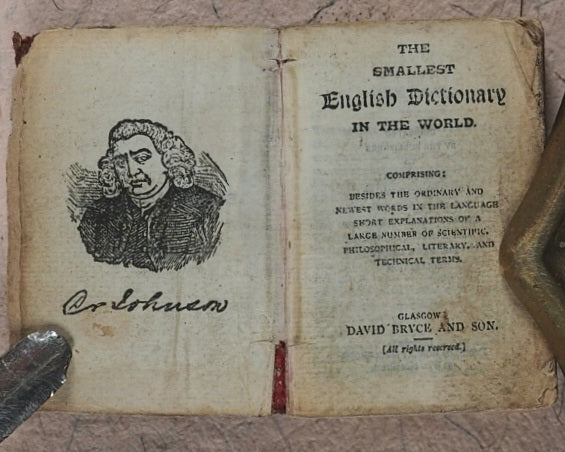 Dr Johnson
THE
SMALLEST
English Dictionary
IN THE WORLD.
COMPRISING:
BESIDES THE ORDINARY AND
NEWEST WORDS IN THE LANGUAGE
SHORT EXPLANATIONS OF A
LARGE NUMBER OF SCIENTIFIC,
PHILOSOPHICAL, LITERARY, AND
TECHNICAL TERMS.
GLASGOW:
DAVID BRYCE AND SON.
[All rights reserved.]